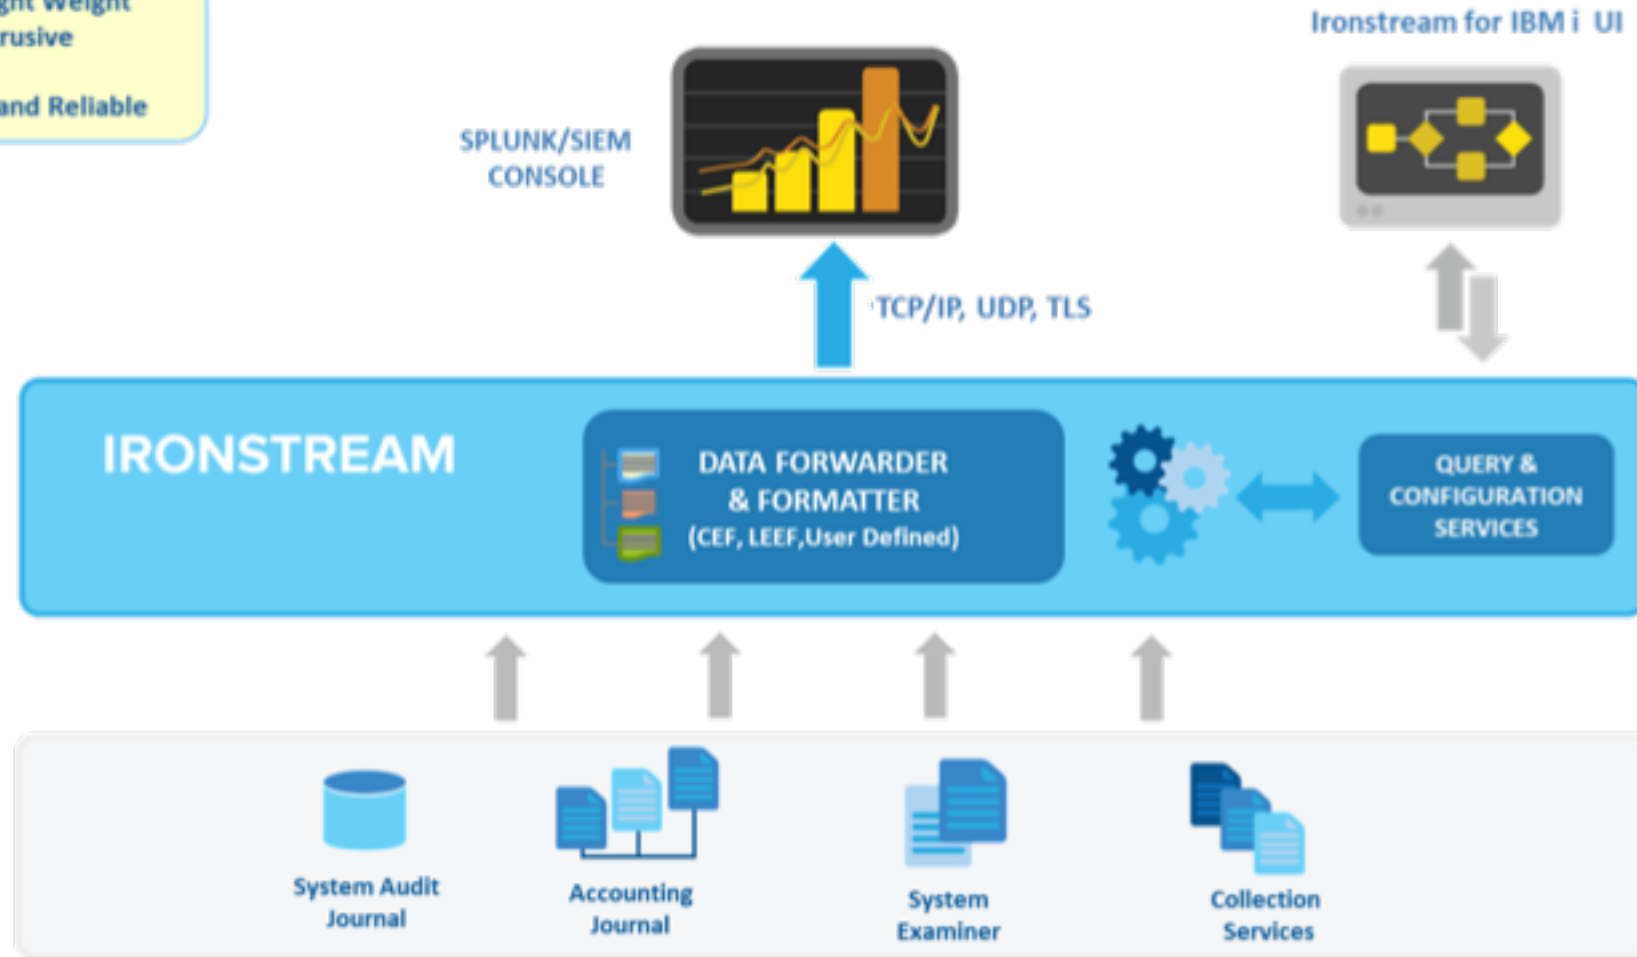 Weight
and Reliable
Ironstream for IBM i UI
SPLUNK/SIEM
CONSOLE
TCP/IP, UDP, TLS
IRONSTREAM
DATA FORWARDER
& FORMATTER
(CEF, LEEF,User Defined)
QUERY &
CONFIGURATION
SERVICES
System Audit
Journal
Accounting
Journal
System
Examiner
Collection
Services